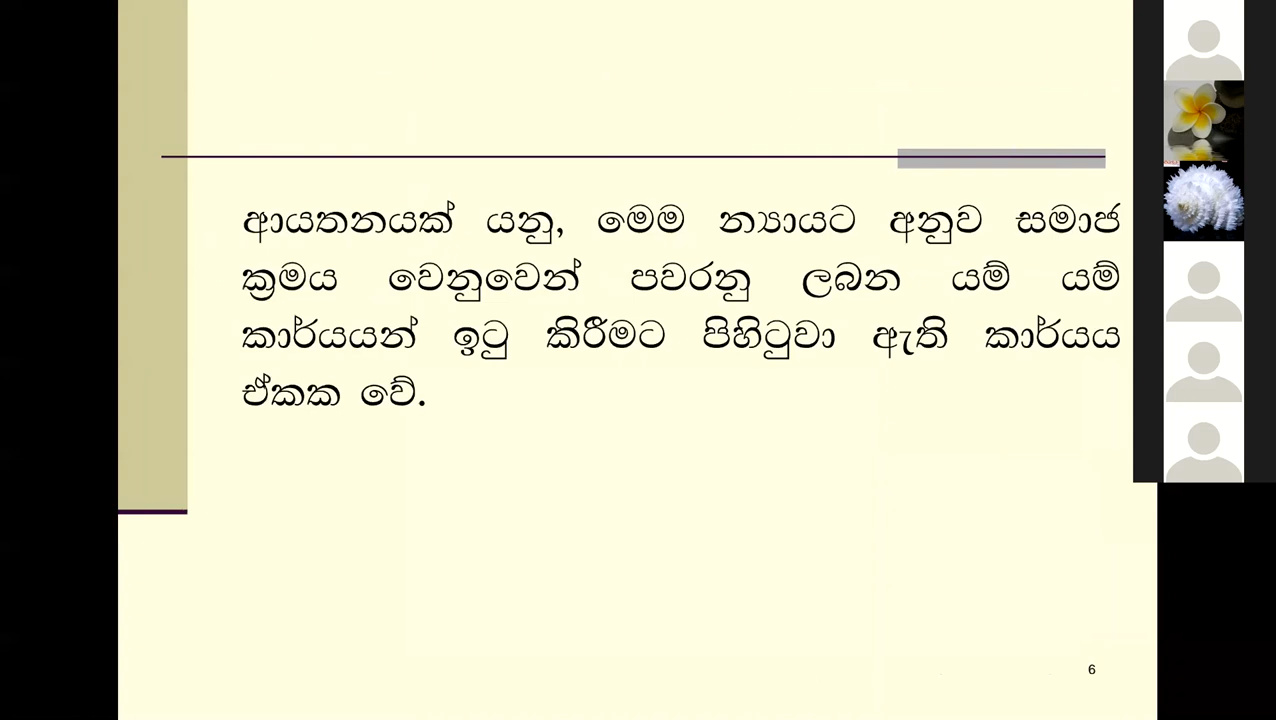 ආයතනයක් යනු, මෙම න්‍යායට අනුව සමාජ
ක්‍රමය වෙනුවෙන් පවරනු ලබන යම් යම්
කාර්යයන් ඉටු කිරීමට පිහිටුවා ඇති කාර්යය
ඒකක වේ.
6